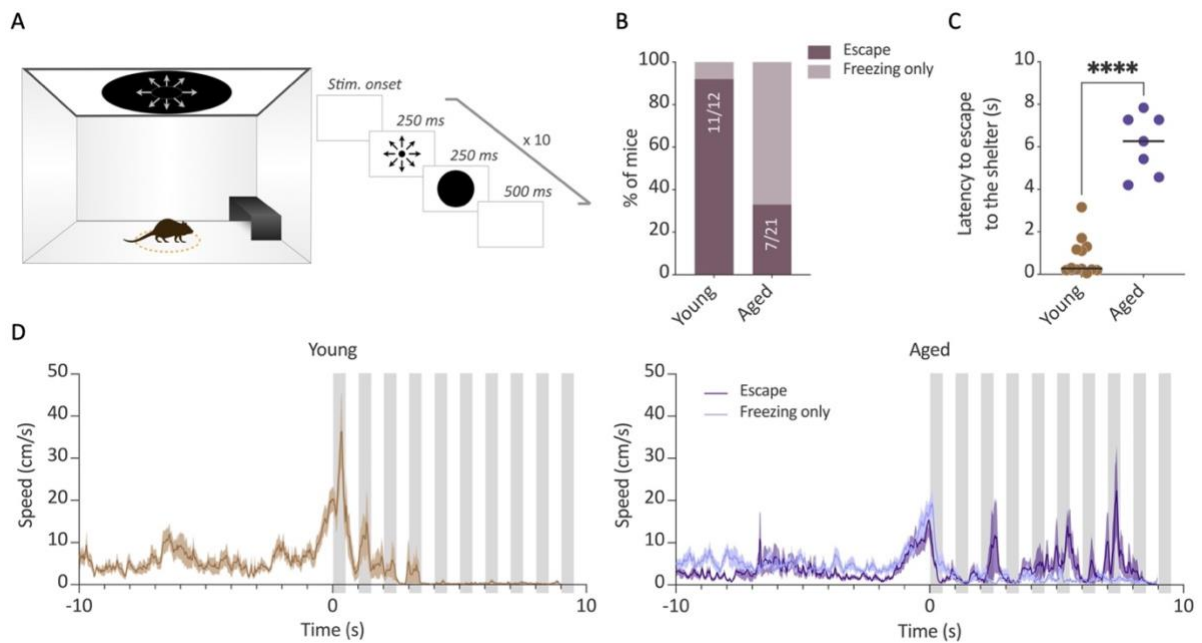 A
Stim. onset
250 ms
250 ms
500 ms
x 10
B
% of mice
100
80
60
40
20
0
11/12
7/21
Young
Aged
Escape
Freezing only
C
Latency to escape
to the shelter (s)
10
8
6
4
2
0
****
Young
Aged
D
Young
Speed (cm/s)
50
40
30
20
10
0
-10
0
10
Time (s)
Aged
Escape
Freezing only
Speed (cm/s)
50
40
30
20
10
0
-10
0
10
Time (s)